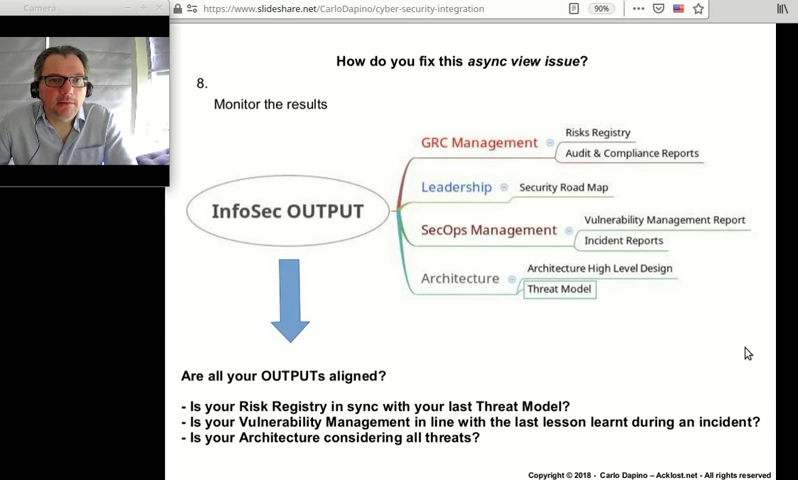 Camera
https://www.slideshare.net/CarloDapino/cyber-security-integration
90%
How do you fix this async view issue?
8.
Monitor the results
InfoSec OUTPUT
GRC Management
Risks Registry
Audit & Compliance Reports
Leadership
Security Road Map
SecOps Management
Vulnerability Management Report
Incident Reports
Architecture
Architecture High Level Design
Threat Model
Are all your OUTPUTs aligned?
- Is your Risk Registry in sync with your last Threat Model?
- Is your Vulnerability Management in line with the last lesson learnt during an incident?
- Is your Architecture considering all threats?
Copyright © 2018 - Carlo Dapino – Acklost.net - All rights reserved